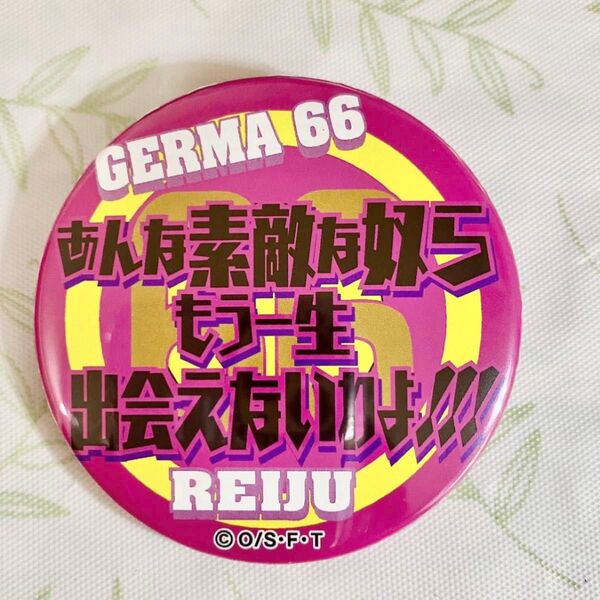 GERMA 66
あんな素敵な奴ら
もう一生
出会えないわよ!!!
REIJU
© O/S・F・T